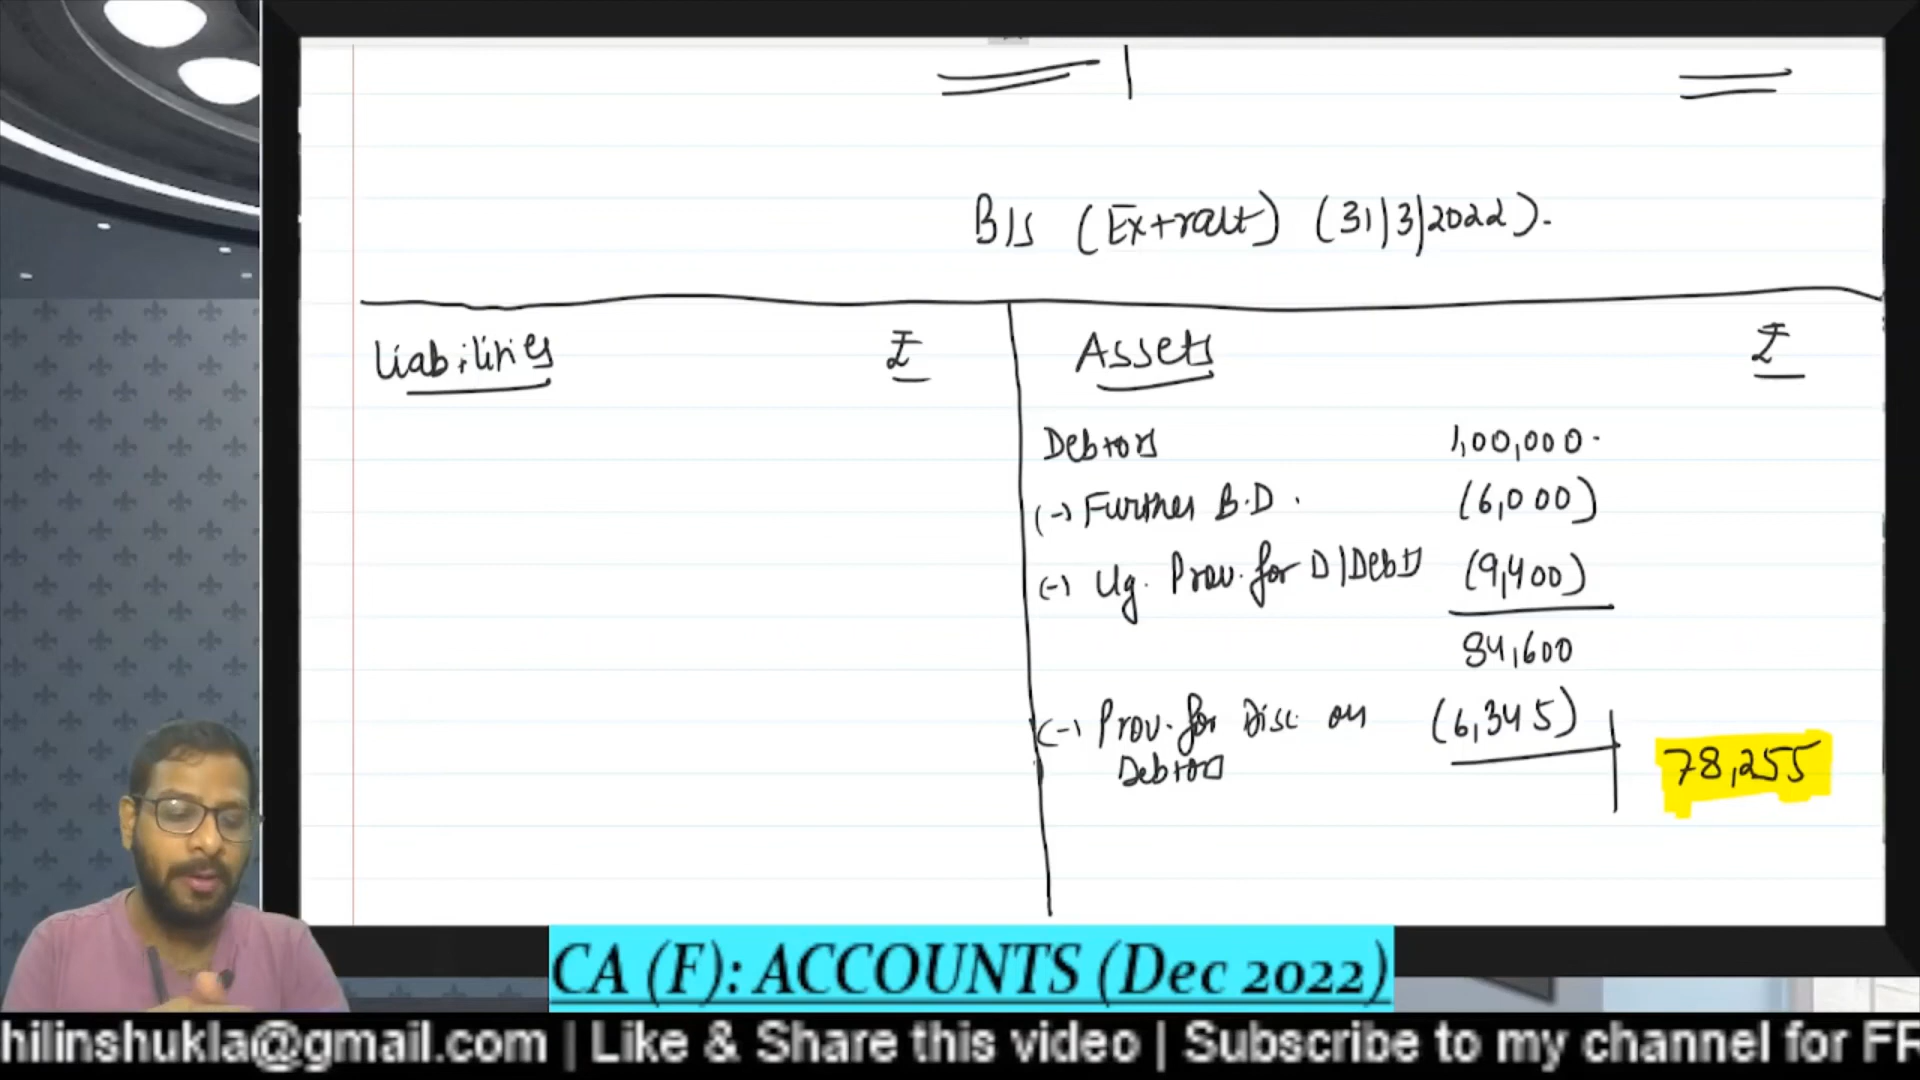 B/S (Extract) (31/3/2022).
Liabilities ₹ Assets ₹
Debtors 1,00,000.
(-) Further B.D. (6,000)
(-) Clg. Prov. for D/Debts (9,400)
84,600
(-) Prov. for Disc on (6,345)
Debtors
78,255
CA (F): ACCOUNTS (Dec 2022)
hilinshukla@gmail.com | Like & Share this video | Subscribe to my channel for FR